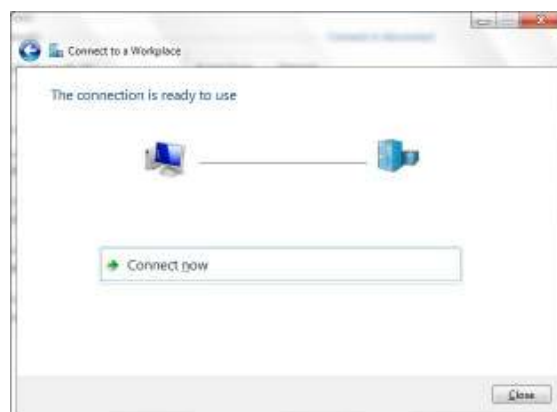 Connect to a Workplace
The connection is ready to use
Connect now
Close